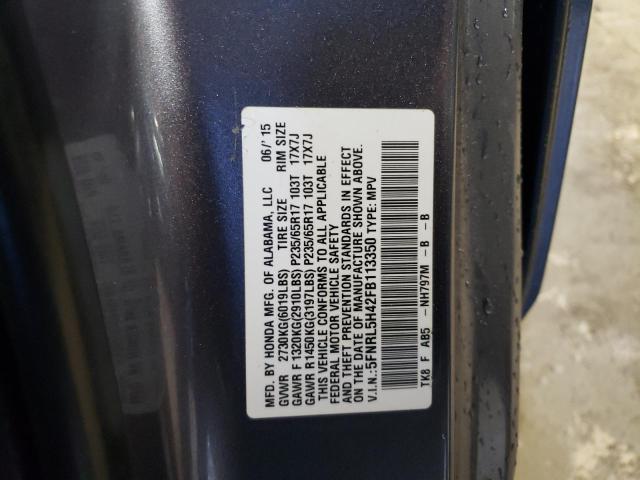 MFD. BY HONDA MFG. OF ALABAMA, LLC 06/'15
GVWR 2730KG(6019LBS) TIRE SIZE RIM SIZE
GAWR F 1320KG(2910LBS) P235/65R17 103T 17X7J
GAWR R1450KG(3197LBS) P235/65R17 103T 17X7J
THIS VEHICLE CONFORMS TO ALL APPLICABLE
FEDERAL MOTOR VEHICLE SAFETY
AND THEFT PREVENTION STANDARDS IN EFFECT
ON THE DATE OF MANUFACTURE SHOWN ABOVE.
V.I.N.:5FNRL5H42FB113350 TYPE: MPV
TK8 F AB5 -NH797M -B -B